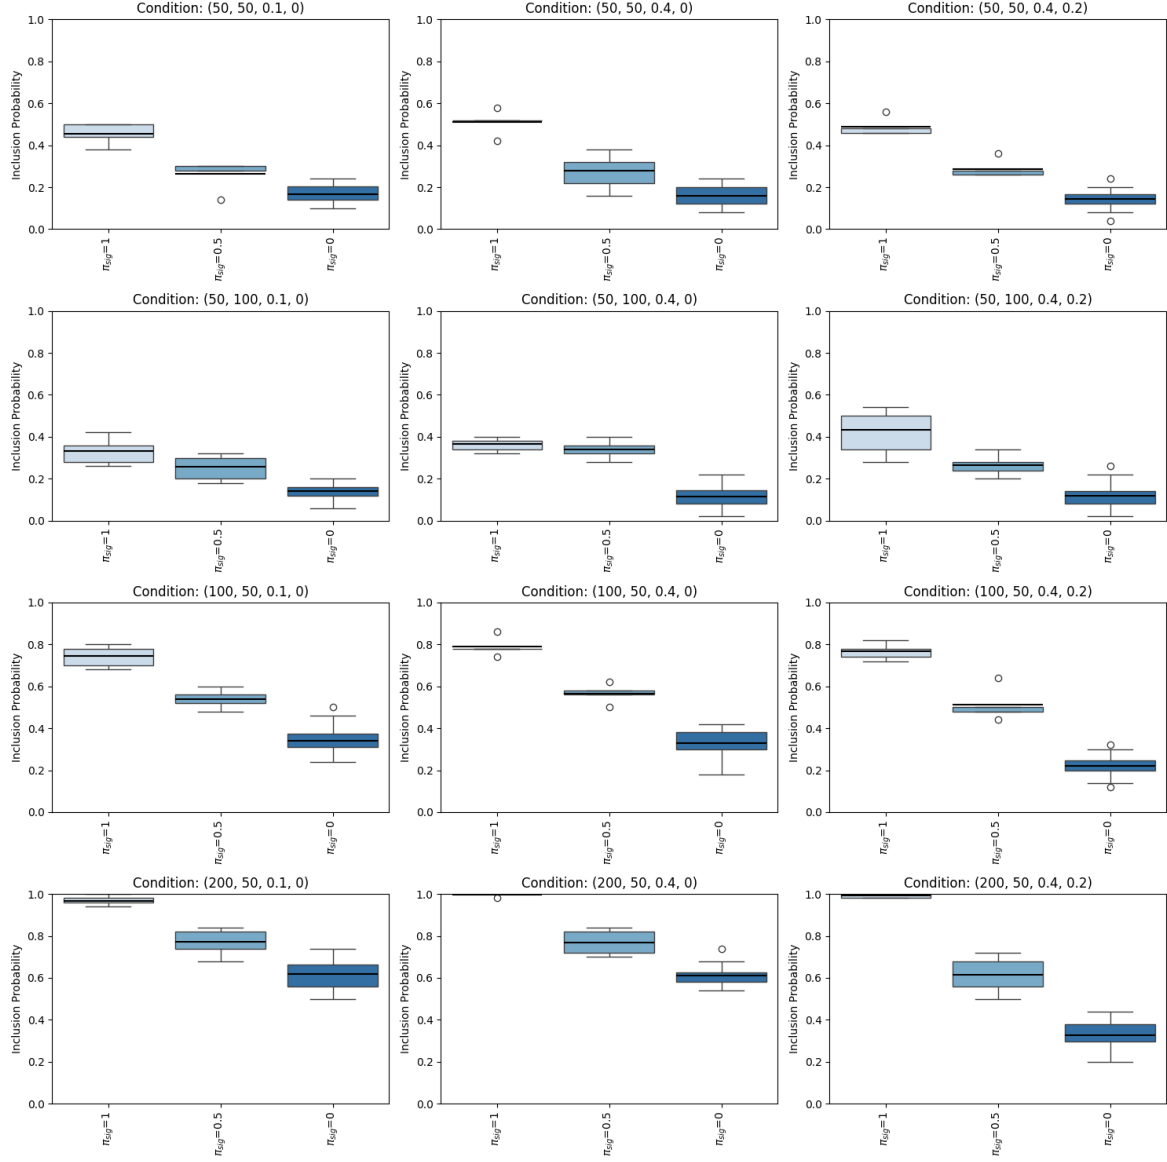 Condition: (50, 50, 0.1, 0)
Inclusion Probability
1.0
0.8
0.6
0.4
0.2
0.0
π_sig=1
π_sig=0.5
π_sig=0
Condition: (50, 50, 0.4, 0)
Inclusion Probability
1.0
0.8
0.6
0.4
0.2
0.0
π_sig=1
π_sig=0.5
π_sig=0
Condition: (50, 50, 0.4, 0.2)
Inclusion Probability
1.0
0.8
0.6
0.4
0.2
0.0
π_sig=1
π_sig=0.5
π_sig=0
Condition: (50, 100, 0.1, 0)
Inclusion Probability
1.0
0.8
0.6
0.4
0.2
0.0
π_sig=1
π_sig=0.5
π_sig=0
Condition: (50, 100, 0.4, 0)
Inclusion Probability
1.0
0.8
0.6
0.4
0.2
0.0
π_sig=1
π_sig=0.5
π_sig=0
Condition: (50, 100, 0.4, 0.2)
Inclusion Probability
1.0
0.8
0.6
0.4
0.2
0.0
π_sig=1
π_sig=0.5
π_sig=0
Condition: (100, 50, 0.1, 0)
Inclusion Probability
1.0
0.8
0.6
0.4
0.2
0.0
π_sig=1
π_sig=0.5
π_sig=0
Condition: (100, 50, 0.4, 0)
Inclusion Probability
1.0
0.8
0.6
0.4
0.2
0.0
π_sig=1
π_sig=0.5
π_sig=0
Condition: (100, 50, 0.4, 0.2)
Inclusion Probability
1.0
0.8
0.6
0.4
0.2
0.0
π_sig=1
π_sig=0.5
π_sig=0
Condition: (200, 50, 0.1, 0)
Inclusion Probability
1.0
0.8
0.6
0.4
0.2
0.0
π_sig=1
π_sig=0.5
π_sig=0
Condition: (200, 50, 0.4, 0)
Inclusion Probability
1.0
0.8
0.6
0.4
0.2
0.0
π_sig=1
π_sig=0.5
π_sig=0
Condition: (200, 50, 0.4, 0.2)
Inclusion Probability
1.0
0.8
0.6
0.4
0.2
0.0
π_sig=1
π_sig=0.5
π_sig=0